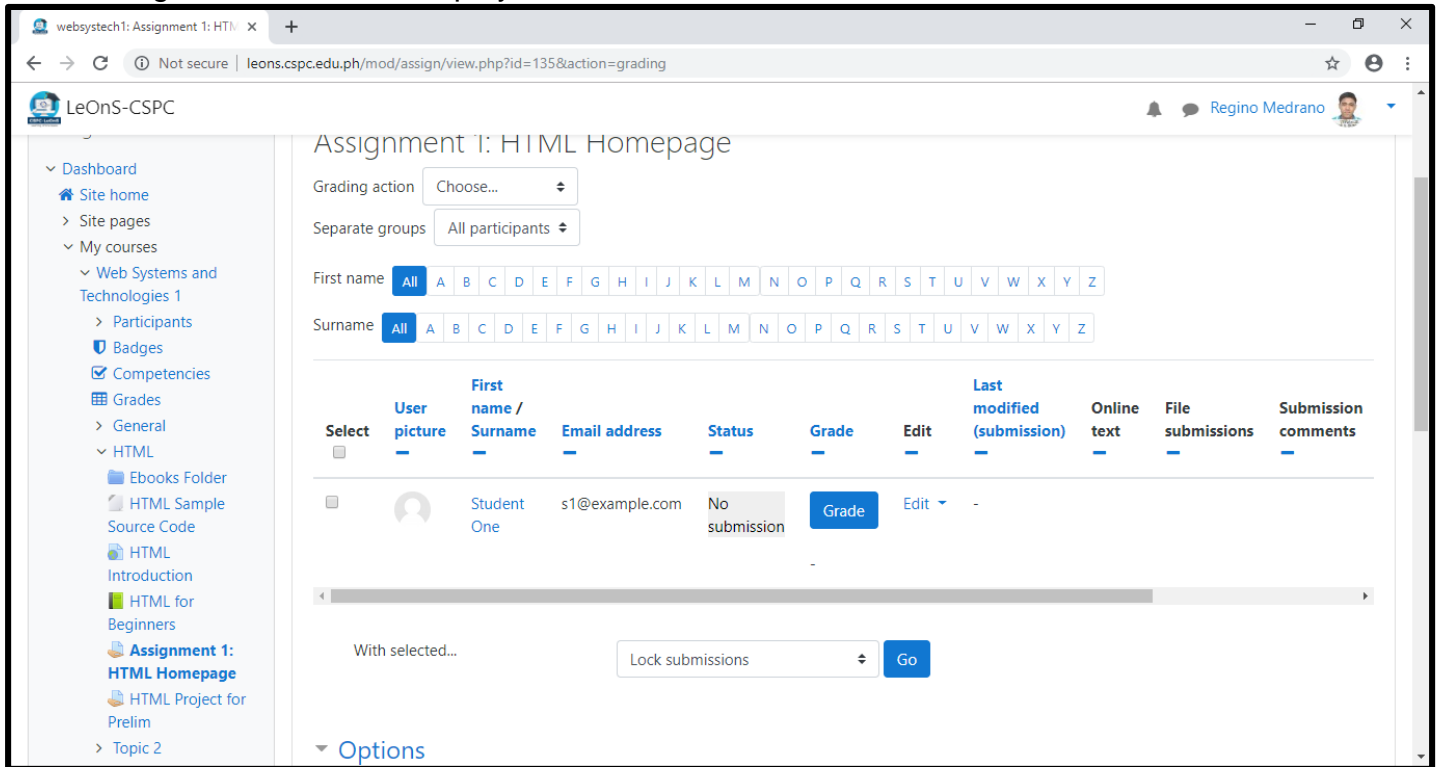 websystech1: Assignment 1: HTM
Not secure | leons.cspc.edu.ph/mod/assign/view.php?id=135&action=grading
LeOnS-CSPC
Regino Medrano
Dashboard
Site home
Site pages
My courses
Web Systems and
Technologies 1
Participants
Badges
Competencies
Grades
General
HTML
Ebooks Folder
HTML Sample
Source Code
HTML
Introduction
HTML for
Beginners
Assignment 1:
HTML Homepage
HTML Project for
Prelim
Topic 2
Assignment 1: HTML Homepage
Grading action Choose...
Separate groups All participants
First name All A B C D E F G H I J K L M N O P Q R S T U V W X Y Z
Surname All A B C D E F G H I J K L M N O P Q R S T U V W X Y Z
Select
User
picture
First
name /
Surname
Email address
Status
Grade
Edit
Last
modified
(submission)
Online
text
File
submissions
Submission
comments
Student
One
s1@example.com
No
submission
Grade
-
Edit
-
With selected...
Lock submissions
Go
Options